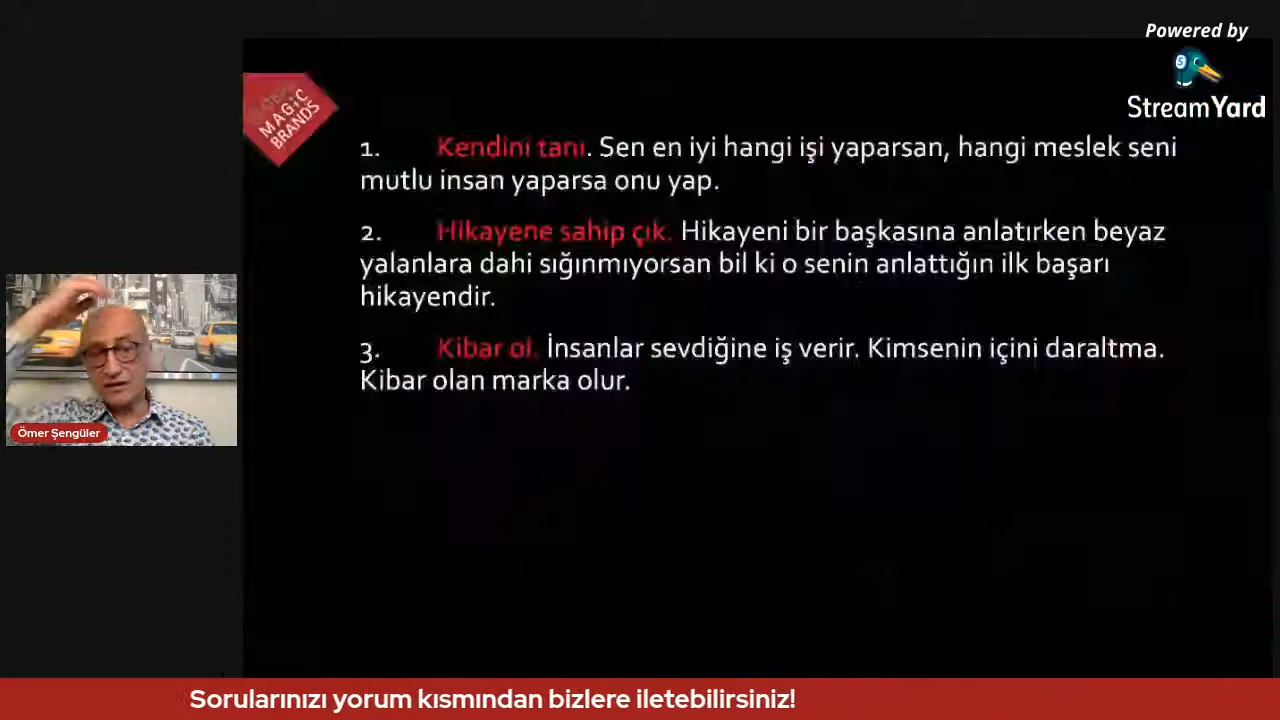 Powered by
StreamYard
MAGiC
BRANDS
1. Kendini tanı. Sen en iyi hangi işi yaparsan, hangi meslek seni
mutlu insan yaparsa onu yap.
2. Hikayene sahip çık. Hikayeni bir başkasına anlatırken beyaz
yalanlara dahi sığınmıyorsan bil ki o senin anlattığın ilk başarı
hikayendir.
3. Kibar ol. İnsanlar sevdiğine iş verir. Kimsenin içini daraltma.
Kibar olan marka olur.
Ömer Şengüler
Sorularınızı yorum kısmından bizlere iletebilirsiniz!